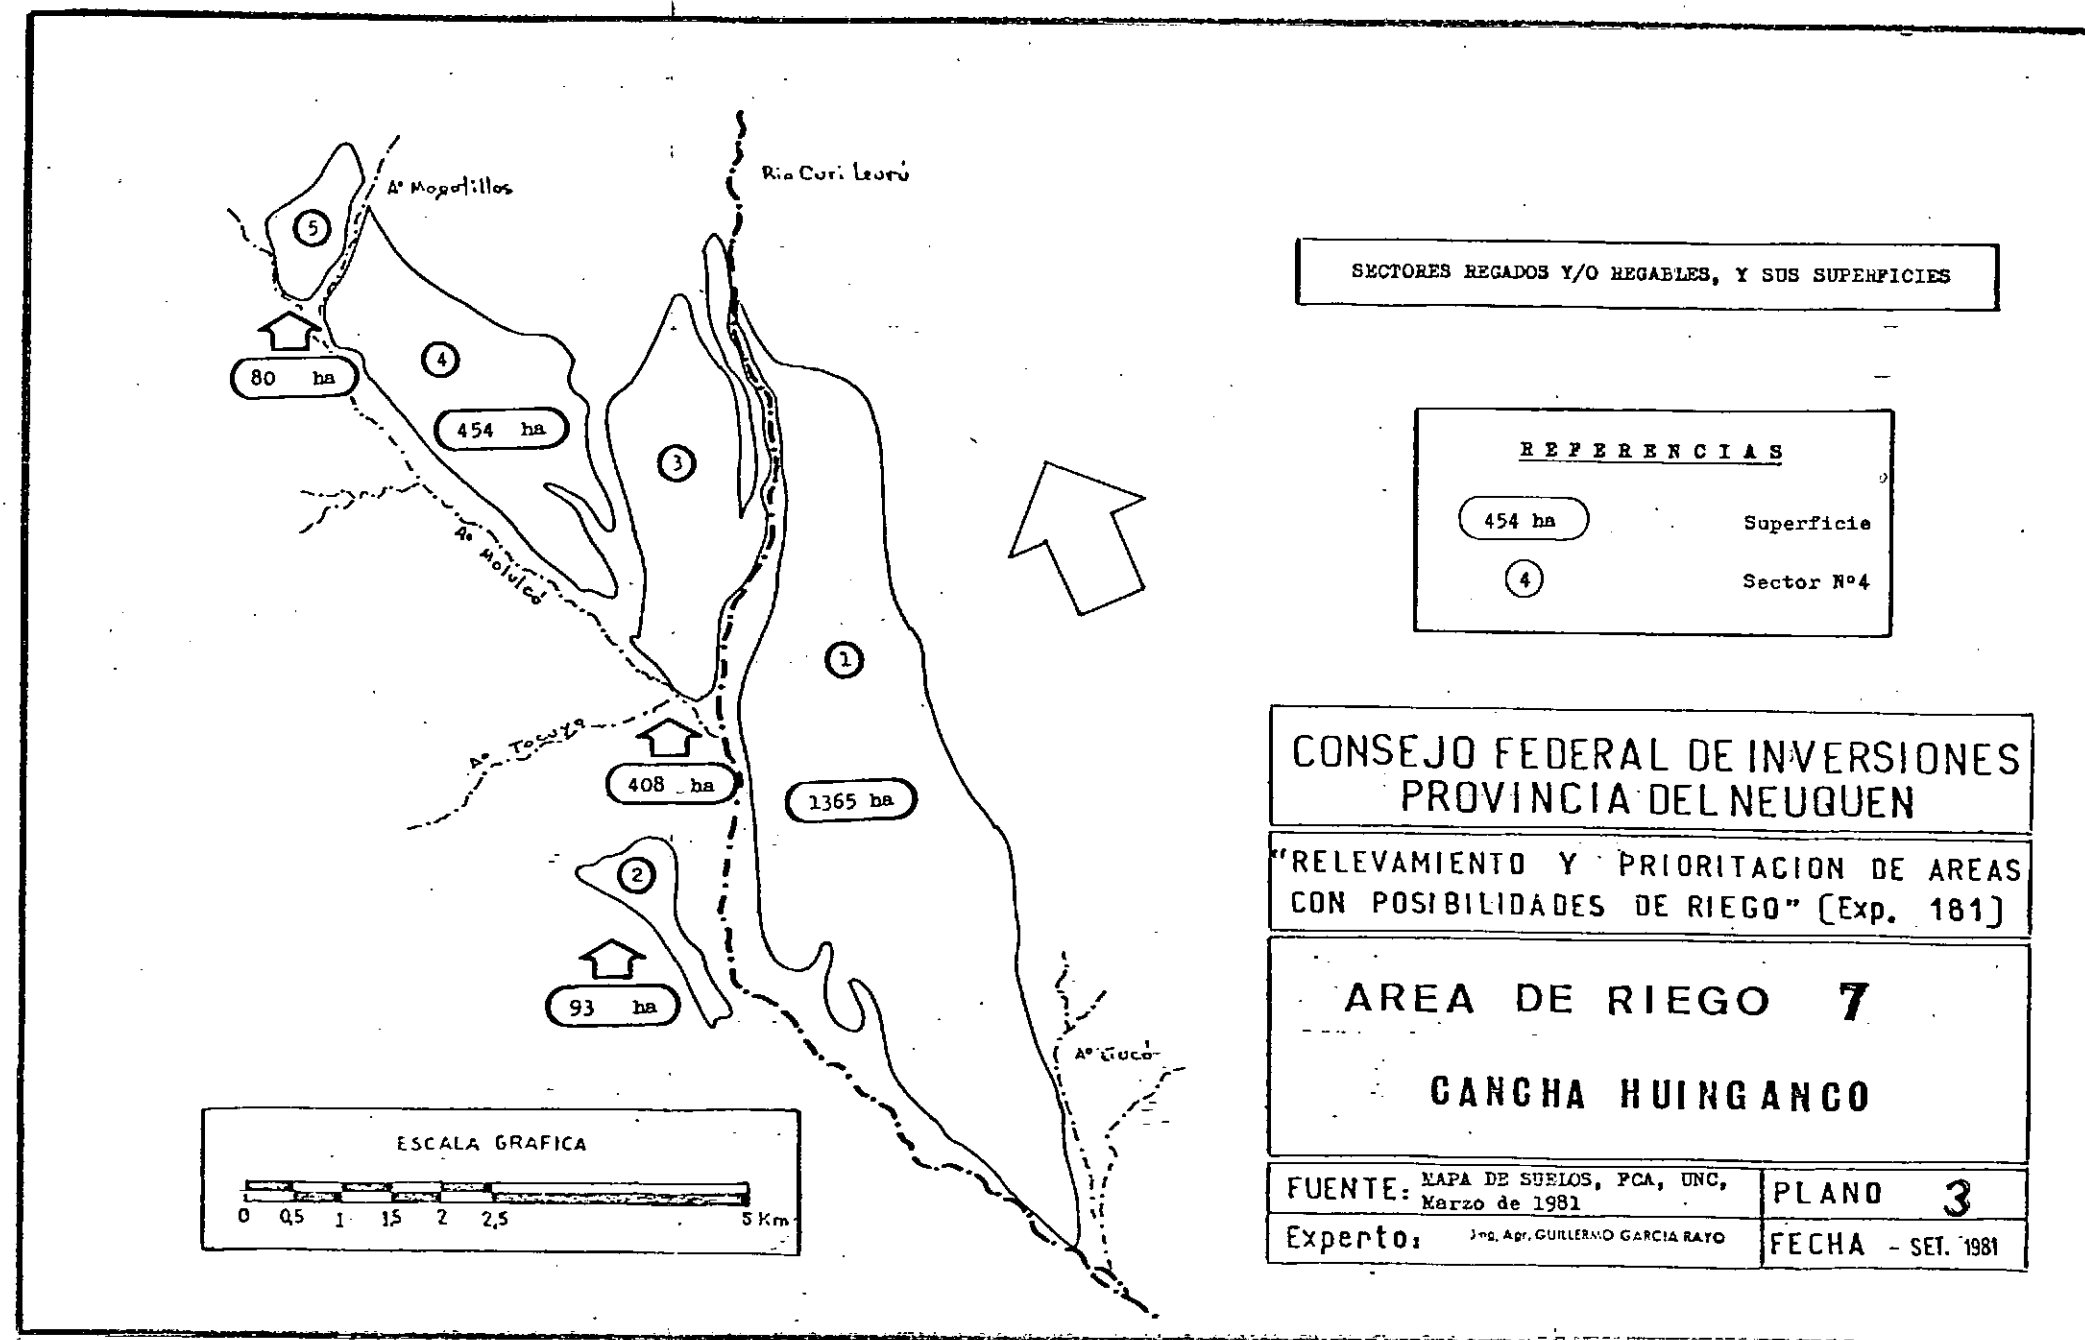 Aº Mogotillos
Rio Curi Leuvú
5
SECTORES REGADOS Y/O REGABLES, Y SUS SUPERFICIES
4
80 ha
454 ha
3
REFERENCIAS
454 ha Superficie
4 Sector Nº4
Aº Molulcó
1
Aº Tocuyo
408 ha
1365 ha
2
93 ha
CONSEJO FEDERAL DE INVERSIONES
PROVINCIA DEL NEUQUEN
"RELEVAMIENTO Y PRIORITACION DE AREAS
CON POSIBILIDADES DE RIEGO" (Exp. 181)
AREA DE RIEGO 7
CANCHA HUINGANCO
Aº
ESCALA GRAFICA
0 0,5 1 1,5 2 2,5 5 Km
FUENTE: MAPA DE SUELOS, PCA, UNC,
Marzo de 1981
PLANO 3
Experto: Ing. Agr. GUILLERMO GARCIA RAYO
FECHA - SET. 1981